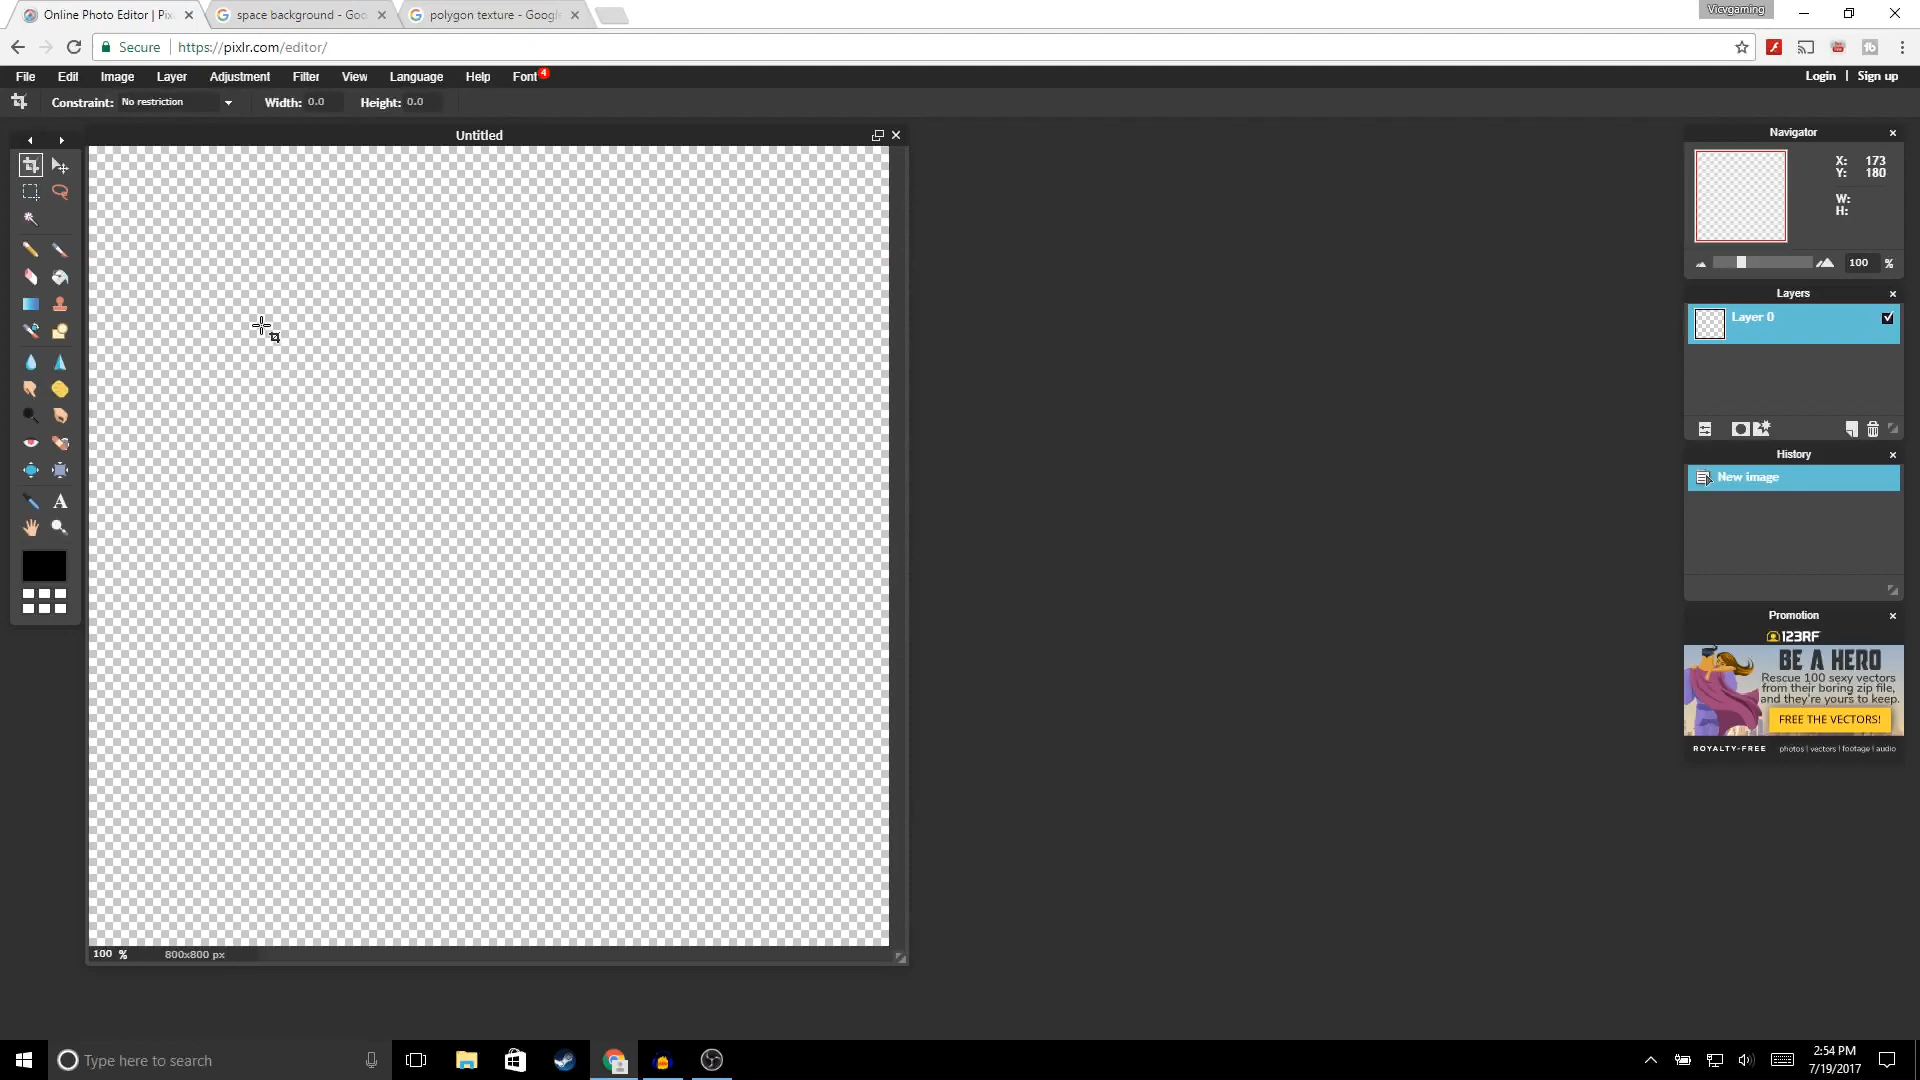 Online Photo Editor | Pix
space background - Goo
polygon texture - Google
Vicvgaming
Secure
https://pixlr.com/editor/
File Edit Image Layer Adjustment Filter View Language Help Font 4
Login | Sign up
Constraint: No restriction Width: 0.0 Height: 0.0
Untitled
Navigator
X: 173
Y: 180
W:
H:
100 %
Layers
Layer 0
History
New image
Promotion
123RF
BE A HERO
Rescue 100 sexy vectors
from their boring zip file,
and they're yours to keep.
FREE THE VECTORS!
ROYALTY-FREE photos | vectors | footage | audio
A
100 % 800x800 px
Type here to search
2:54 PM
7/19/2017